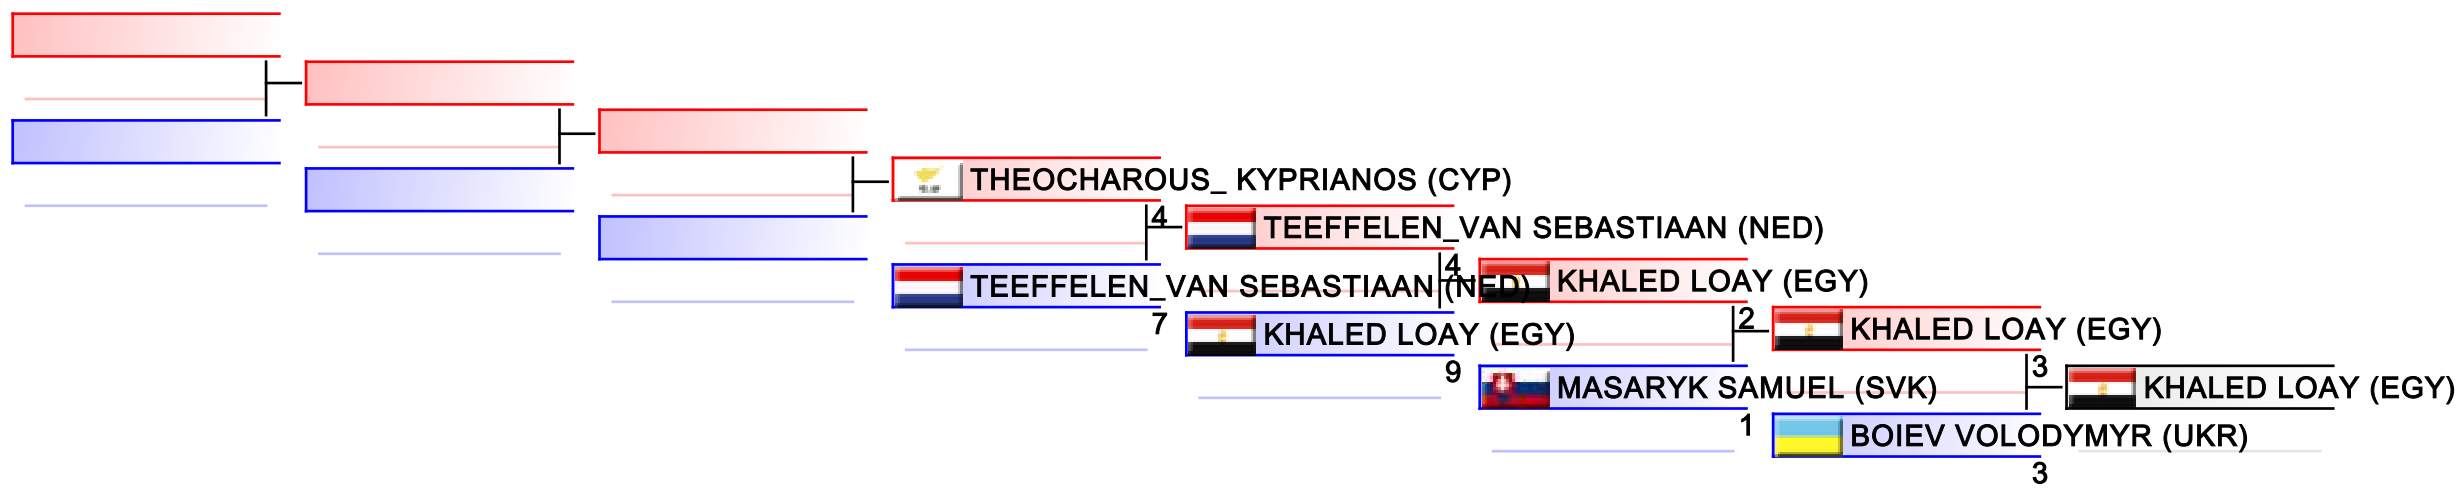 THEOCHAROUS_ KYPRIANOS (CYP)
4
TEEFFELEN_VAN SEBASTIAAN (NED)
TEEFFELEN_VAN SEBASTIAAN (NED)
7
4
KHALED LOAY (EGY)
KHALED LOAY (EGY)
9
2
KHALED LOAY (EGY)
MASARYK SAMUEL (SVK)
1
3
KHALED LOAY (EGY)
BOIEV VOLODYMYR (UKR)
3